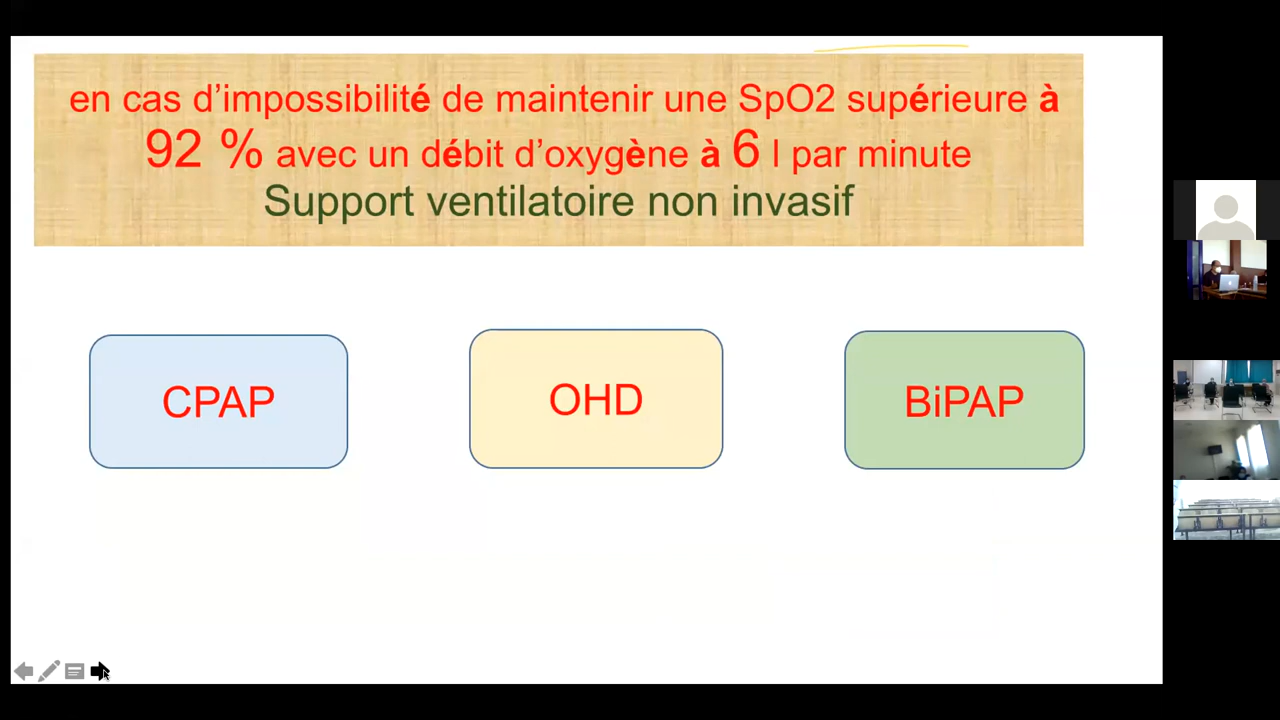 en cas d’impossibilité de maintenir une SpO2 supérieure à
92 % avec un débit d’oxygène à 6 l par minute
Support ventilatoire non invasif
CPAP
OHD
BiPAP